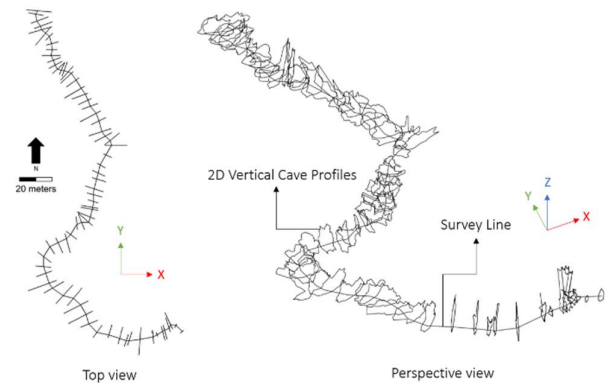 N
20 meters
Y
X
Top view
2D Vertical Cave Profiles
Survey Line
Z
Y
X
Perspective view